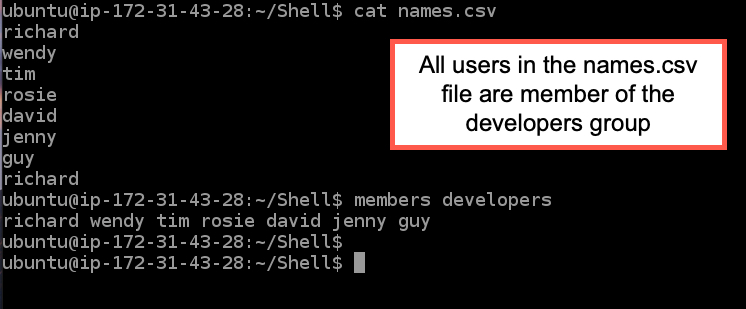 ubuntu@ip-172-31-43-28:~/Shell$ cat names.csv
richard
wendy
tim
rosie
david
jenny
guy
richard
All users in the names.csv
file are member of the
developers group
ubuntu@ip-172-31-43-28:~/Shell$ members developers
richard wendy tim rosie david jenny guy
ubuntu@ip-172-31-43-28:~/Shell$
ubuntu@ip-172-31-43-28:~/Shell$